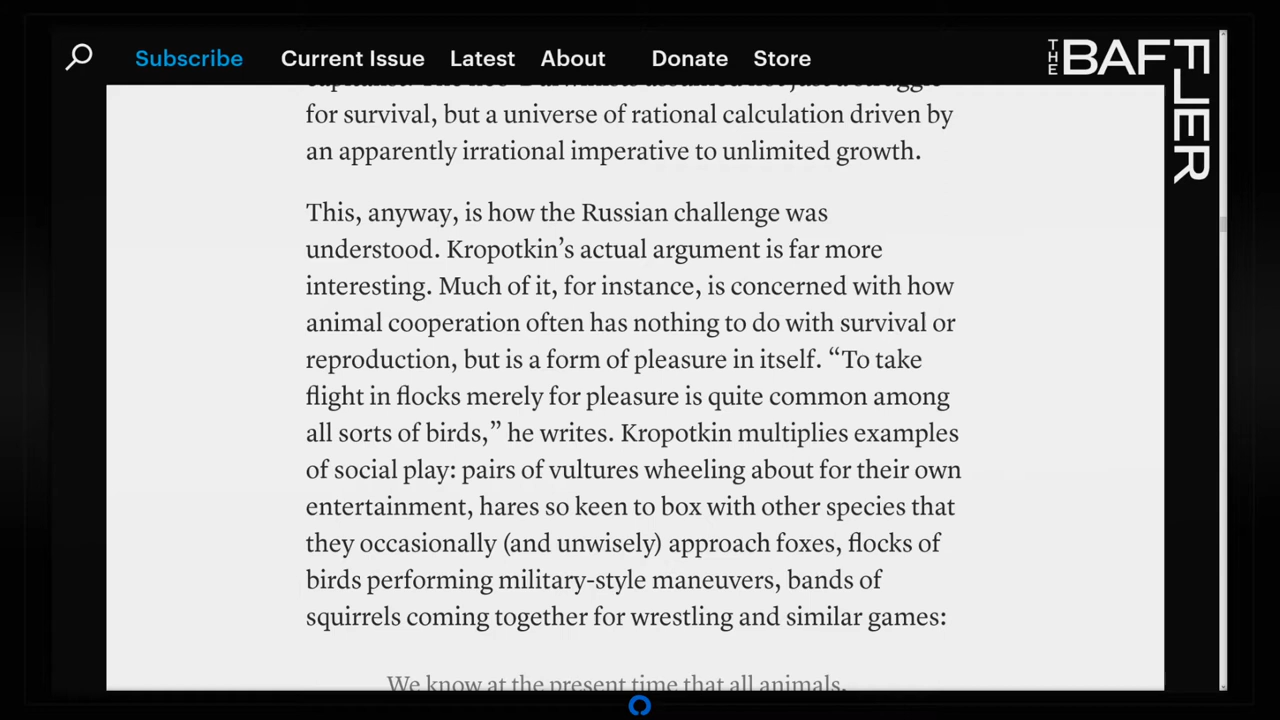 Subscribe Current Issue Latest About Donate Store
THE BAFFLER
for survival, but a universe of rational calculation driven by
an apparently irrational imperative to unlimited growth.
This, anyway, is how the Russian challenge was
understood. Kropotkin’s actual argument is far more
interesting. Much of it, for instance, is concerned with how
animal cooperation often has nothing to do with survival or
reproduction, but is a form of pleasure in itself. “To take
flight in flocks merely for pleasure is quite common among
all sorts of birds,” he writes. Kropotkin multiplies examples
of social play: pairs of vultures wheeling about for their own
entertainment, hares so keen to box with other species that
they occasionally (and unwisely) approach foxes, flocks of
birds performing military-style maneuvers, bands of
squirrels coming together for wrestling and similar games:
We know at the present time that all animals,